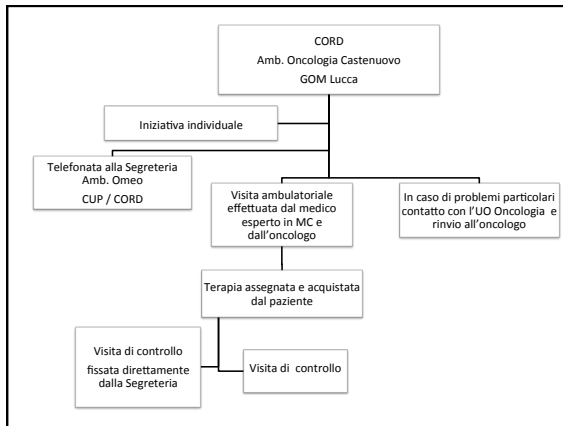 CORD
Amb. Oncologia Castenuovo
GOM Lucca
Iniziativa individuale
Telefonata alla Segreteria
Amb. Omeo
CUP / CORD
Visita ambulatoriale
effettuata dal medico
esperto in MC e
dall'oncologo
In caso di problemi particolari
contatto con l'UO Oncologia e
rinvio all'oncologo
Terapia assegnata e acquistata
dal paziente
Visita di controllo
fissata direttamente
dalla Segreteria
Visita di controllo